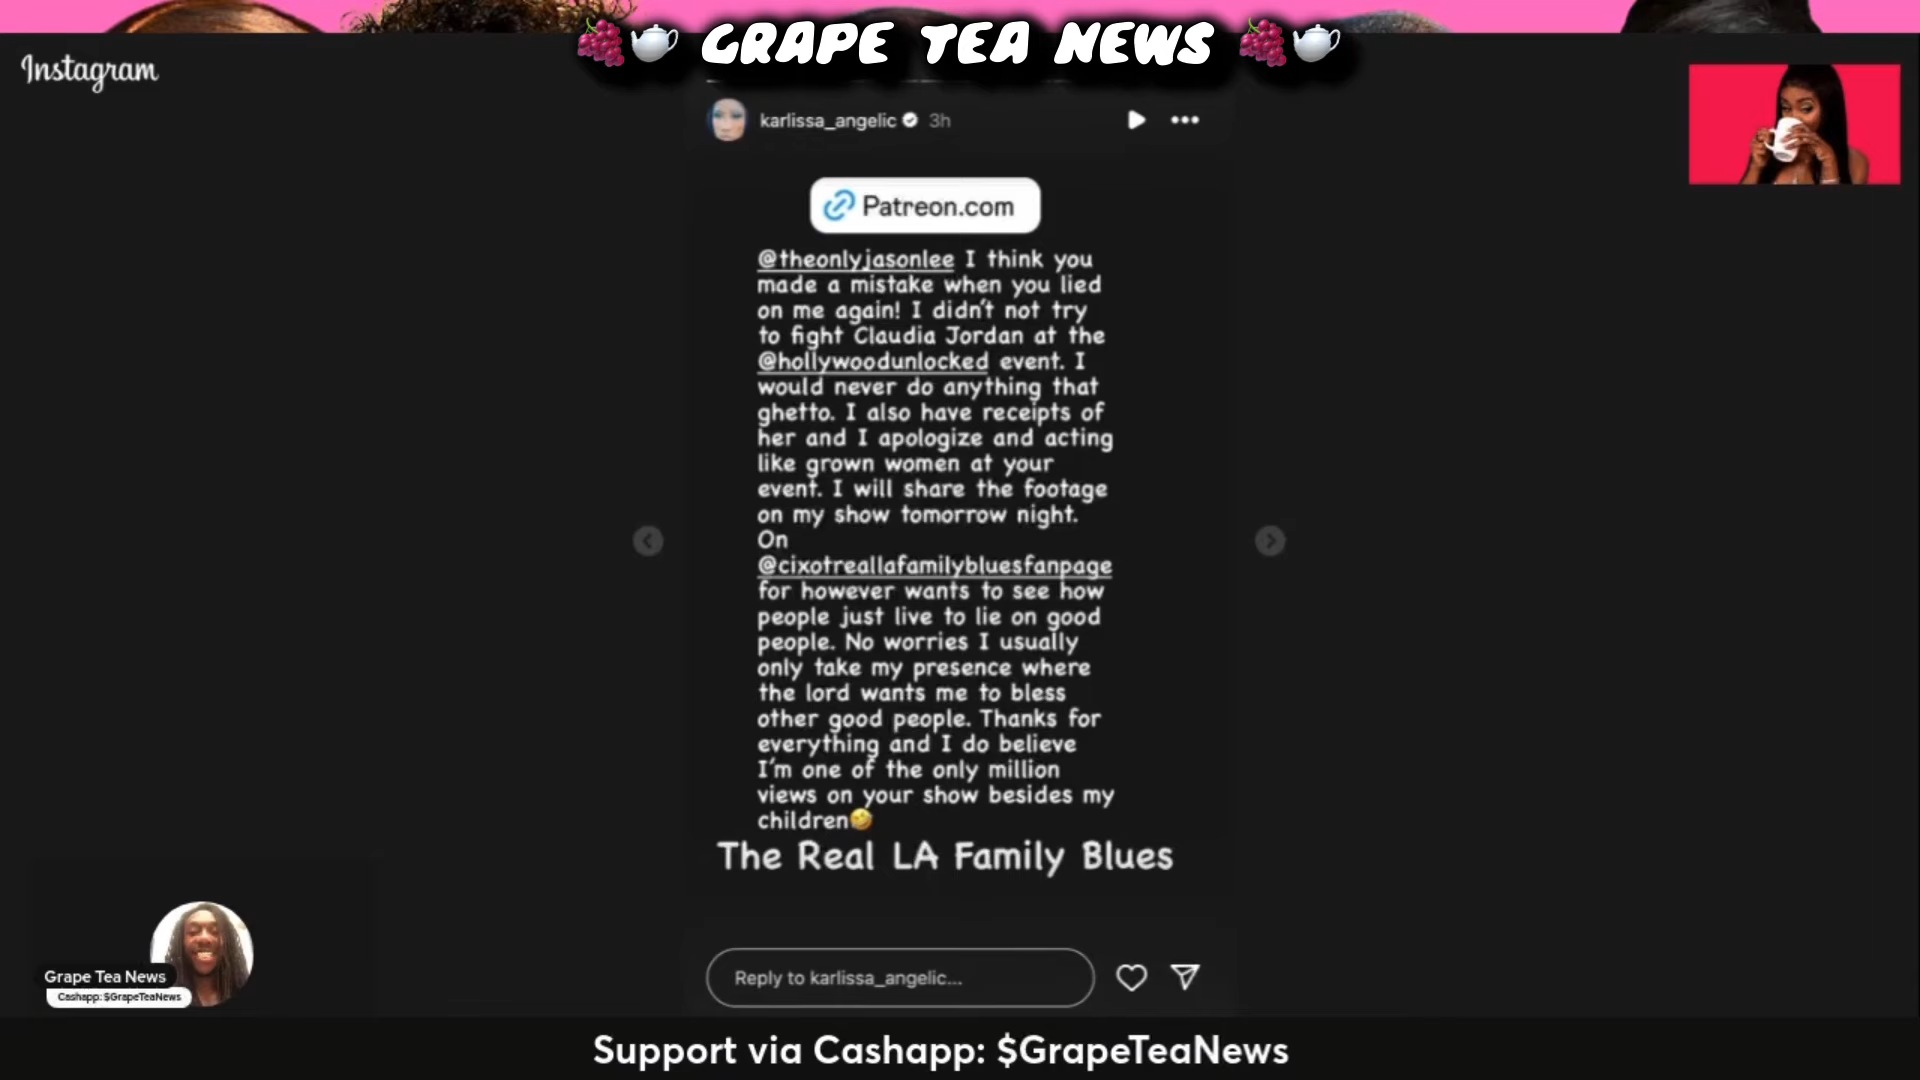 🍇🫖 GRAPE TEA NEWS 🍇🫖
Instagram
karlissa_angelic 3h
Patreon.com
@theonlyjasonlee I think you
made a mistake when you lied
on me again! I didn't not try
to fight Claudia Jordan at the
@hollywoodunlocked event. I
would never do anything that
ghetto. I also have receipts of
her and I apologize and acting
like grown women at your
event. I will share the footage
on my show tomorrow night.
On
@cixotreallafamilybluesfanpage
for however wants to see how
people just live to lie on good
people. No worries I usually
only take my presence where
the lord wants me to bless
other good people. Thanks for
everything and I do believe
I'm one of the only million
views on your show besides my
children🤣
The Real LA Family Blues
Reply to karlissa_angelic...
Grape Tea News
Cashapp: $GrapeTeaNews
Support via Cashapp: $GrapeTeaNews